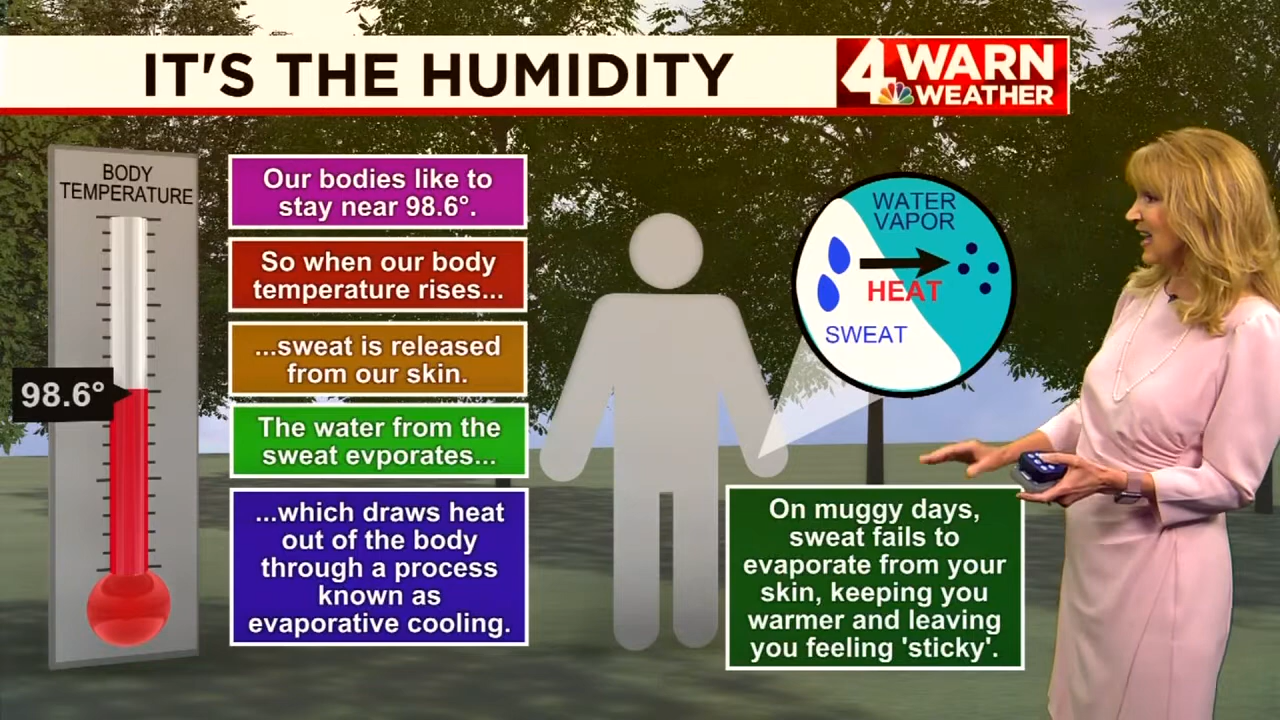 IT'S THE HUMIDITY
4 WARN
WEATHER
BODY
TEMPERATURE
98.6°
Our bodies like to
stay near 98.6°.
So when our body
temperature rises...
...sweat is released
from our skin.
The water from the
sweat evporates...
...which draws heat
out of the body
through a process
known as
evaporative cooling.
WATER
VAPOR
HEAT
SWEAT
On muggy days,
sweat fails to
evaporate from your
skin, keeping you
warmer and leaving
you feeling 'sticky'.